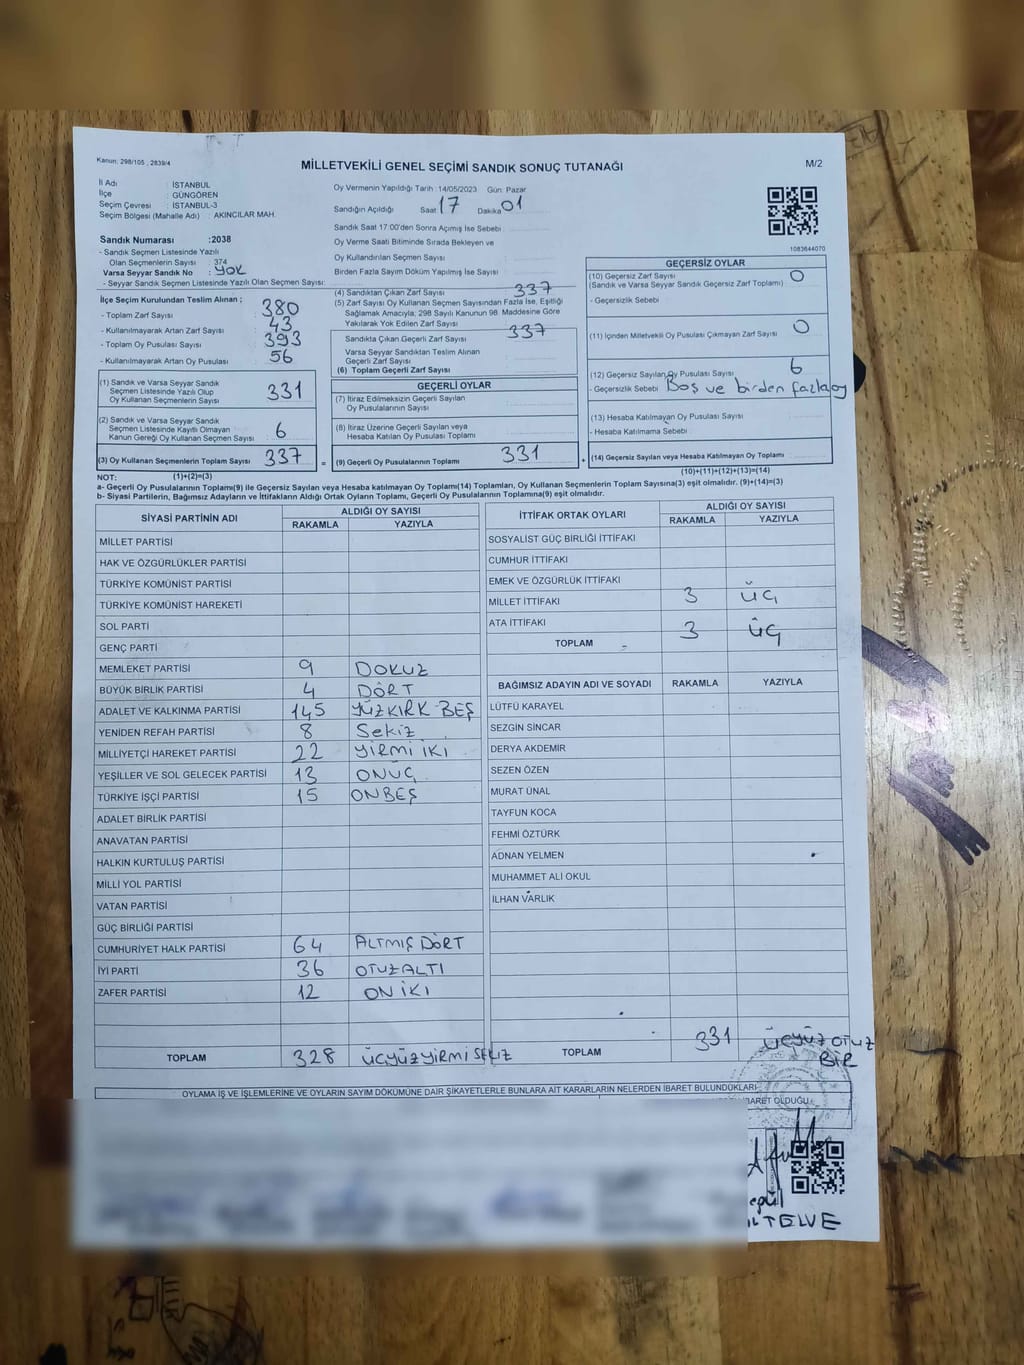 Kanun: 298/105 , 2839/4
MİLLETVEKİLİ GENEL SEÇİMİ SANDIK SONUÇ TUTANAĞI
M/2
İl Adı : İSTANBUL
İlçe : GÜNGÖREN
Seçim Çevresi : İSTANBUL-3
Seçim Bölgesi (Mahalle Adı) : AKINCILAR MAH.
Sandık Numarası :2038
- Sandık Seçmen Listesinde Yazılı
Olan Seçmenlerin Sayısı : 374
Varsa Seyyar Sandık No : YOK
- Seyyar Sandık Seçmen Listesinde Yazılı Olan Seçmen Sayısı:
Oy Vermenin Yapıldığı Tarih :14/05/2023 Gün: Pazar
Sandığın Açıldığı Saat 17 Dakika 01
Sandık Saat 17:00'den Sonra Açımış İse Sebebi :
Oy Verme Saati Bitiminde Sırada Bekleyen ve
Oy Kullandırılan Seçmen Sayısı :
Birden Fazla Sayım Döküm Yapılmış İse Sayısı :
1083644070
İlçe Seçim Kurulundan Teslim Alınan ;
- Toplam Zarf Sayısı : 380
- Kullanılmayarak Artan Zarf Sayısı : 43
- Toplam Oy Pusulası Sayısı : 393
- Kullanılmayarak Artan Oy Pusulası : 56
(1) Sandık ve Varsa Seyyar Sandık
Seçmen Listesinde Yazılı Olup
Oy Kullanan Seçmenlerin Sayısı : 331
(2) Sandık ve Varsa Seyyar Sandık
Seçmen Listesinde Kayıtlı Olmayan
Kanun Gereği Oy Kullanan Seçmen Sayısı : 6
(3) Oy Kullanan Seçmenlerin Toplam Sayısı : 337
(4) Sandıktan Çıkan Zarf Sayısı : 337
(5) Zarf Sayısı Oy Kullanan Seçmen Sayısından Fazla İse, Eşitliği
Sağlamak Amacıyla; 298 Sayılı Kanunun 98. Maddesine Göre
Yakılarak Yok Edilen Zarf Sayısı :
Sandıkta Çıkan Geçerli Zarf Sayısı : 337
Varsa Seyyar Sandıktan Teslim Alınan
Geçerli Zarf Sayısı :
(6) Toplam Geçerli Zarf Sayısı :
GEÇERLİ OYLAR
(7) İtiraz Edilmeksizin Geçerli Sayılan
Oy Pusulalarının Sayısı :
(8) İtiraz Üzerine Geçerli Sayılan veya
Hesaba Katılan Oy Pusulası Toplamı :
= (9) Geçerli Oy Pusulalarının Toplamı : 331 +
GEÇERSİZ OYLAR
(10) Geçersiz Zarf Sayısı : 0
(Sandık ve Varsa Seyyar Sandık Geçersiz Zarf Toplamı)
- Geçersizlik Sebebi :
(11) İçinden Milletvekili Oy Pusulası Çıkmayan Zarf Sayısı : 0
(12) Geçersiz Sayılan Oy Pusulası Sayısı : 6
- Geçersizlik Sebebi : Boş ve birden fazla oy
(13) Hesaba Katılmayan Oy Pusulası Sayısı :
- Hesaba Katılmama Sebebi :
(14) Geçersiz Sayılan veya Hesaba Katılmayan Oy Toplamı :
NOT: (1)+(2)=(3)
(10)+(11)+(12)+(13)=(14)
a- Geçerli Oy Pusulalarının Toplamı(9) ile Geçersiz Sayılan veya Hesaba Katılmayan Oy Toplamı(14) Toplamları, Oy Kullanan Seçmenlerin Toplam Sayısına(3) eşit olmalıdır. (9)+(14)=(3)
b- Siyasi Partilerin, Bağımsız Adayların ve İttifakların Aldığı Ortak Oyların Toplamı, Geçerli Oy Pusulalarının Toplamına(9) eşit olmalıdır.
SİYASİ PARTİNİN ADI ALDIĞI OY SAYISI
RAKAMLA YAZIYLA
MİLLET PARTİSİ
HAK VE ÖZGÜRLÜKLER PARTİSİ
TÜRKİYE KOMÜNİST PARTİSİ
TÜRKİYE KOMÜNİST HAREKETİ
SOL PARTİ
GENÇ PARTİ
MEMLEKET PARTİSİ 9 DOKUZ
BÜYÜK BİRLİK PARTİSİ 4 DÖRT
ADALET VE KALKINMA PARTİSİ 145 YÜZKIRK BEŞ
YENİDEN REFAH PARTİSİ 8 Sekiz
MİLLİYETÇİ HAREKET PARTİSİ 22 YİRMİ İKİ
YEŞİLLER VE SOL GELECEK PARTİSİ 13 ONÜÇ
TÜRKİYE İŞÇİ PARTİSİ 15 ONBEŞ
ADALET BİRLİK PARTİSİ
ANAVATAN PARTİSİ
HALKIN KURTULUŞ PARTİSİ
MİLLİ YOL PARTİSİ
VATAN PARTİSİ
GÜÇ BİRLİĞİ PARTİSİ
CUMHURİYET HALK PARTİSİ 64 ALTMIŞ DÖRT
İYİ PARTİ 36 OTUZALTI
ZAFER PARTİSİ 12 ON İKİ
TOPLAM 328 ÜÇYÜZYİRMİ SEKİZ
İTTİFAK ORTAK OYLARI ALDIĞI OY SAYISI
RAKAMLA YAZIYLA
SOSYALİST GÜÇ BİRLİĞİ İTTİFAKI
CUMHUR İTTİFAKI
EMEK VE ÖZGÜRLÜK İTTİFAKI
MİLLET İTTİFAKI 3 ÜÇ
ATA İTTİFAKI
TOPLAM 3 ÜÇ
BAĞIMSIZ ADAYIN ADI VE SOYADI RAKAMLA YAZIYLA
LÜTFÜ KARAYEL
SEZGİN SİNCAR
DERYA AKDEMİR
SEZEN ÖZEN
MURAT ÜNAL
TAYFUN KOCA
FEHMİ ÖZTÜRK
ADNAN YELMEN
MUHAMMET ALİ OKUL
İLHAN VARLIK
TOPLAM 331 ÜÇYÜZ OTUZ
BİR
OYLAMA İŞ VE İŞLEMLERİNE VE OYLARIN SAYIM DÖKÜMÜNE DAİR ŞİKAYETLERLE BUNLARA AİT KARARLARIN NELERDEN İBARET BULUNDUKLARI
İBARET OLDUĞU